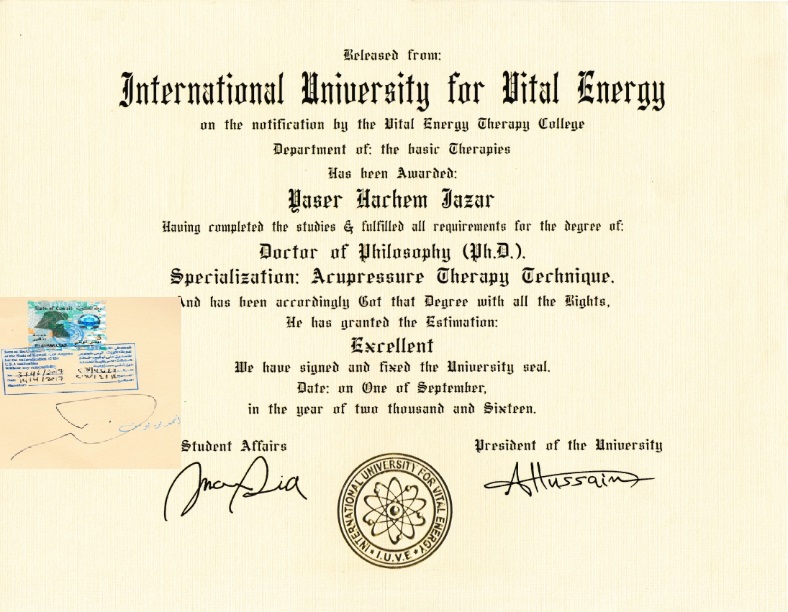 Released from:
International University for Vital Energy
on the notification by the Vital Energy Therapy College
Department of: the basic Therapies
Has been Awarded:
Yaser Hachem Jazar
Having completed the studies & fulfilled all requirements for the degree of:
Doctor of Philosophy (Ph.D.).
Specialization: Acupressure Therapy Technique.
And has been accordingly Got that Degree with all the Rights,
He has granted the Estimation:
Excellent
We have signed and fixed the University seal.
Date: on One of September,
in the year of two thousand and Sixteen.
State of Kuwait
Student Affairs
President of the University
AHussain
INTERNATIONAL UNIVERSITY FOR VITAL ENERGY
I.U.V.E